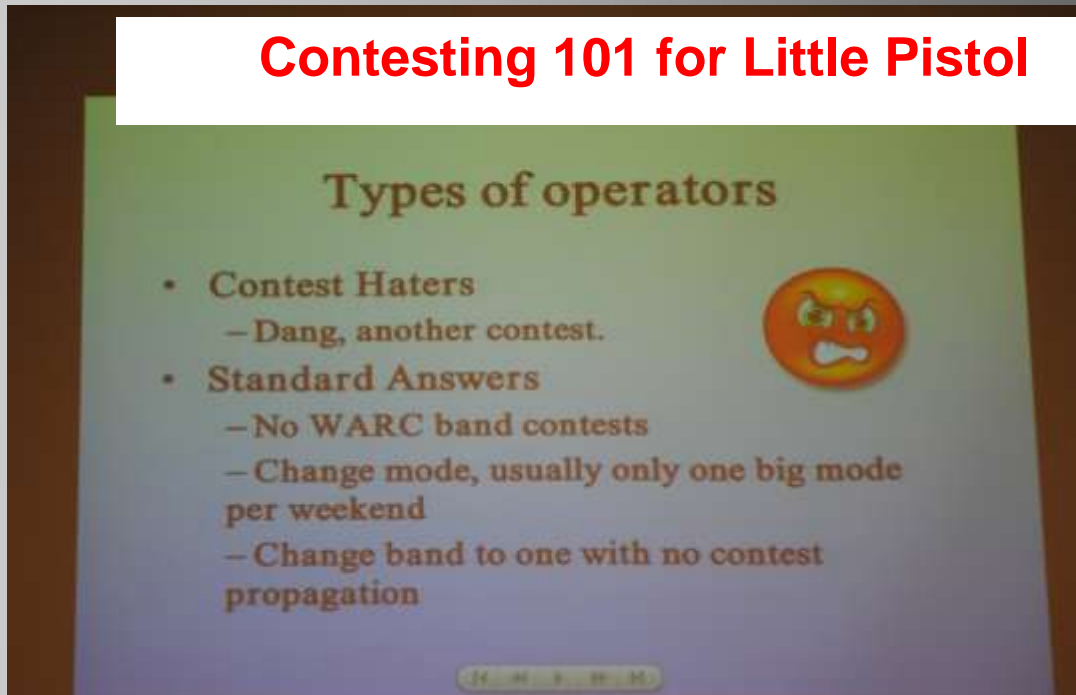 Contesting 101 for Little Pistol
Types of operators
• Contest Haters
– Dang, another contest.
• Standard Answers
– No WARC band contests
– Change mode, usually only one big mode
per weekend
– Change band to one with no contest
propagation